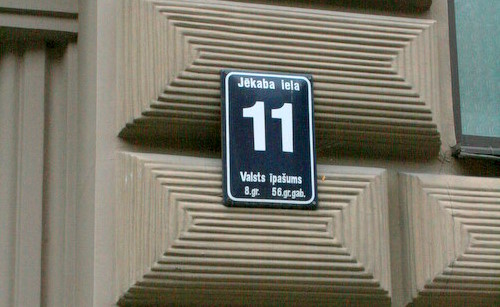 Jēkaba iela
11
Valsts īpašums
8.gr. 56.gr.gab.